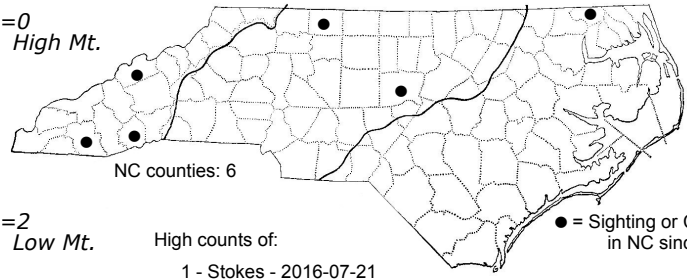 =0
High Mt.
NC counties: 6
=2
Low Mt.
High counts of:
1 - Stokes - 2016-07-21
● = Sighting or
in NC